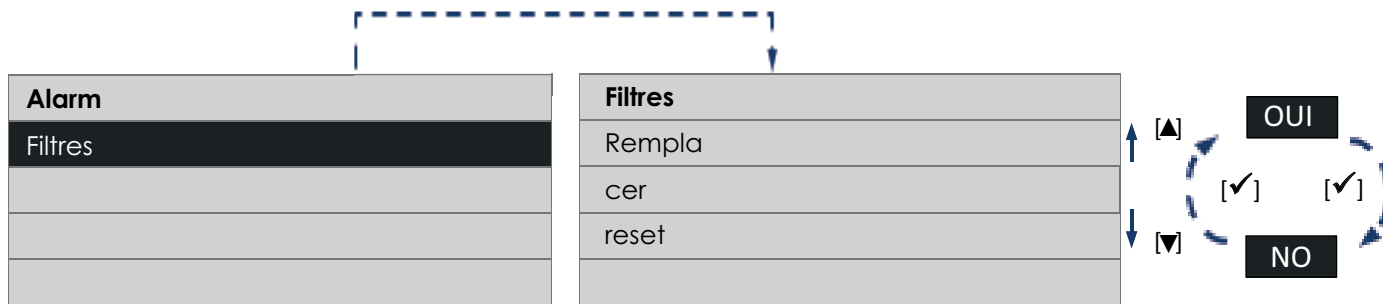 Alarm
Filtres
Filtres
Rempla
cer
reset
[▲]
[▼]
OUI
[✓] [✓]
NO